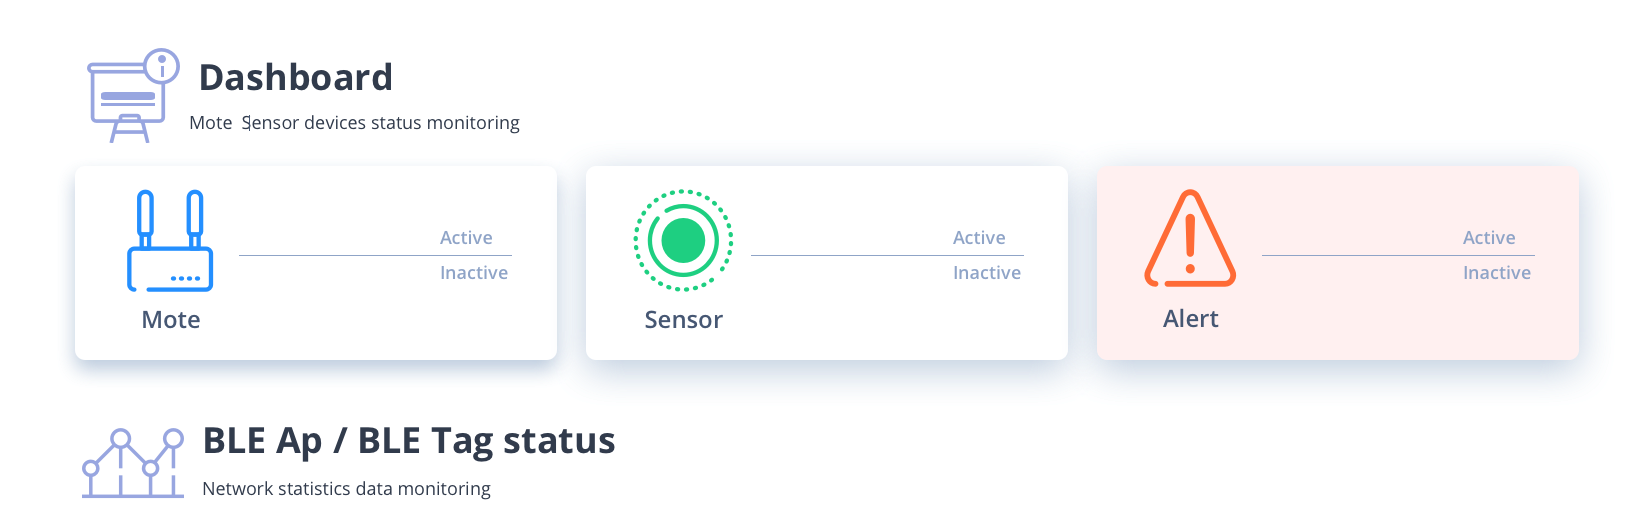 Dashboard
Mote Sensor devices status monitoring
Active
Inactive
Mote
Active
Inactive
Sensor
Active
Inactive
Alert
BLE Ap / BLE Tag status
Network statistics data monitoring